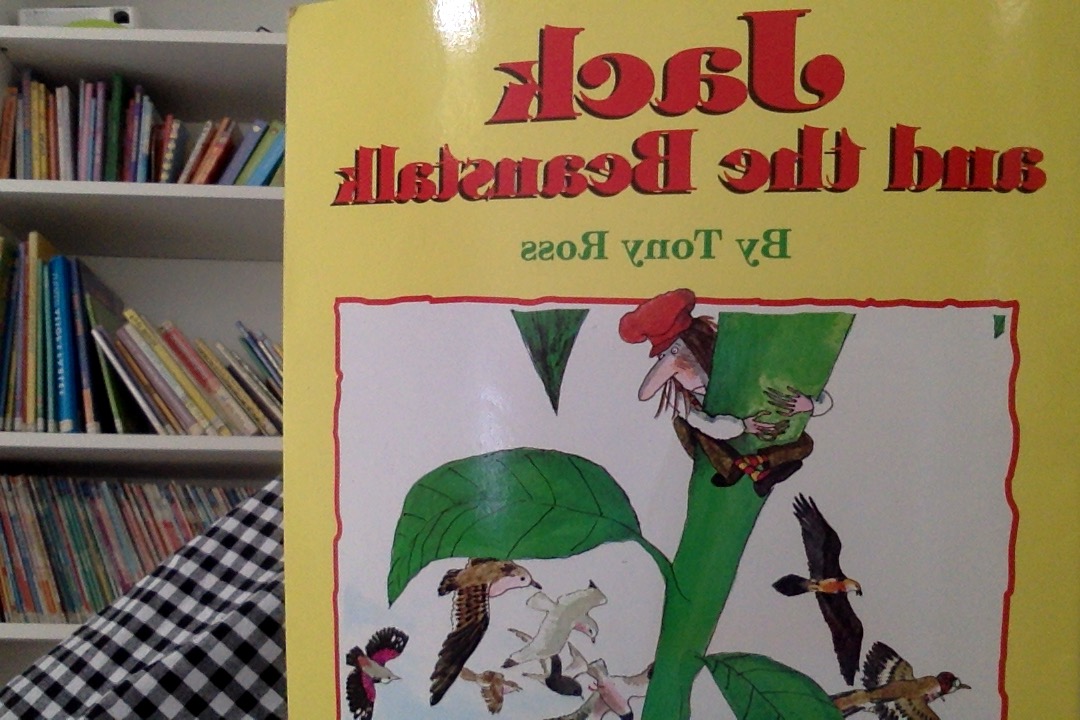 Jack
and the Beanstalk
By Tony Ross